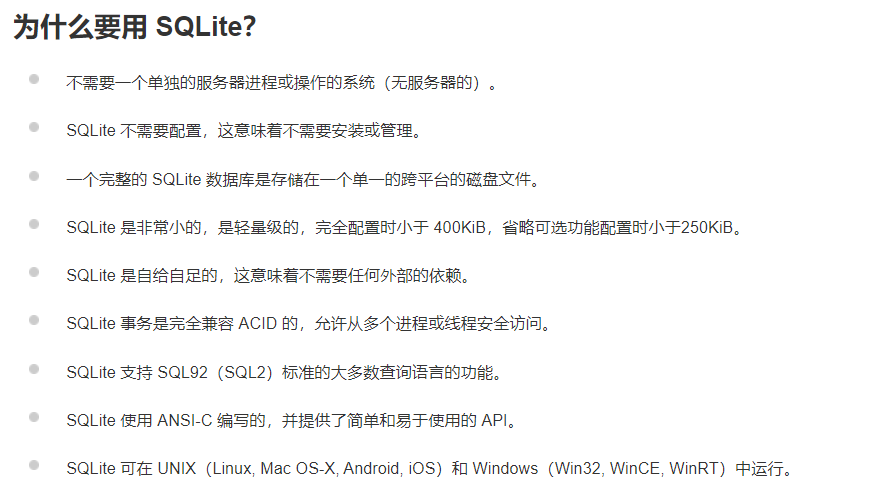 为什么要用 SQLite？
不需要一个单独的服务器进程或操作的系统（无服务器的）。
SQLite 不需要配置，这意味着不需要安装或管理。
一个完整的 SQLite 数据库是存储在一个单一的跨平台的磁盘文件。
SQLite 是非常小的，是轻量级的，完全配置时小于 400KiB，省略可选功能配置时小于250KiB。
SQLite 是自给自足的，这意味着不需要任何外部的依赖。
SQLite 事务是完全兼容 ACID 的，允许从多个进程或线程安全访问。
SQLite 支持 SQL92（SQL2）标准的大多数查询语言的功能。
SQLite 使用 ANSI-C 编写的，并提供了简单和易于使用的 API。
SQLite 可在 UNIX（Linux, Mac OS-X, Android, iOS）和 Windows（Win32, WinCE, WinRT）中运行。